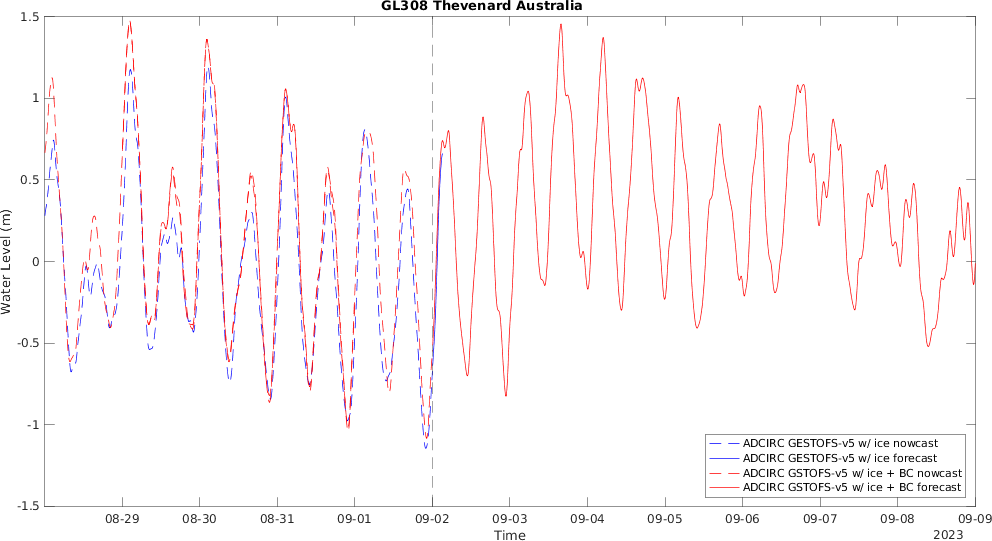 GL308 Thevenard Australia
Water Level (m)
1.5
1
0.5
0
-0.5
-1
-1.5
ADCIRC GESTOFS-v5 w/ ice nowcast
ADCIRC GESTOFS-v5 w/ ice forecast
ADCIRC GSTOFS-v5 w/ ice + BC nowcast
ADCIRC GSTOFS-v5 w/ ice + BC forecast
08-29 08-30 08-31 09-01 09-02 09-03 09-04 09-05 09-06 09-07 09-08 09-09
Time
2023